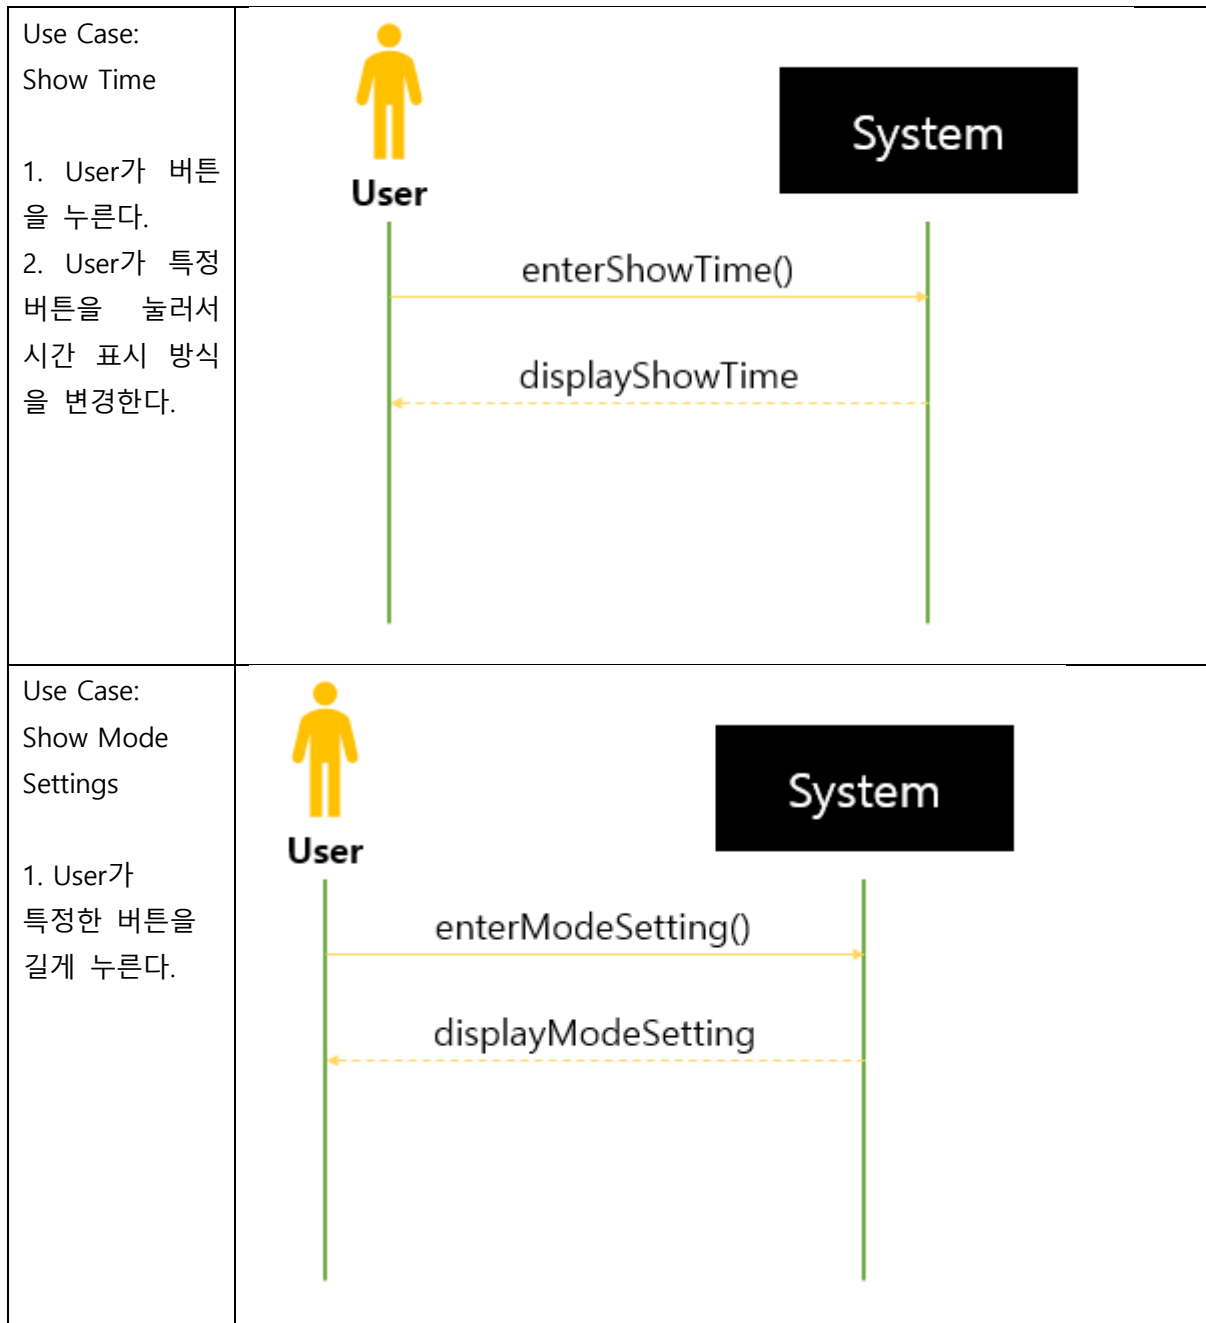 Use Case:
Show Time
1. User가 버튼
을 누른다.
2. User가 특정
버튼을 눌러서
시간 표시 방식
을 변경한다.
User
System
enterShowTime()
displayShowTime
Use Case:
Show Mode
Settings
1. User가
특정한 버튼을
길게 누른다.
User
System
enterModeSetting()
displayModeSetting